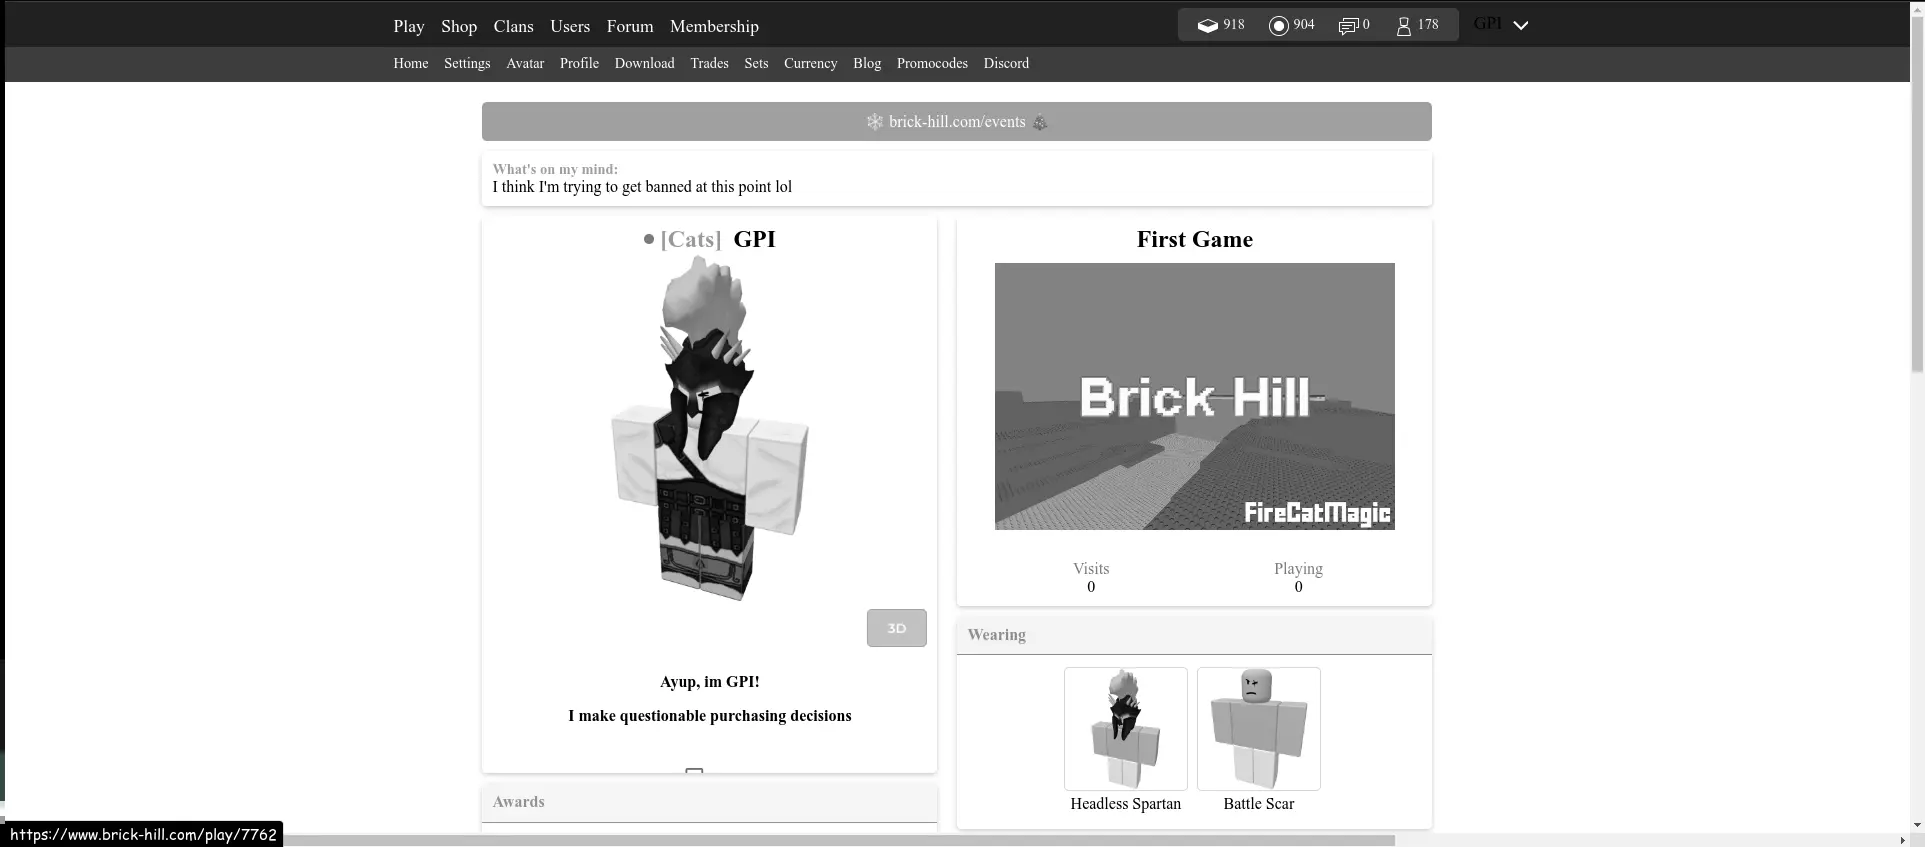 Play Shop Clans Users Forum Membership 918 904 0 178 GPI
Home Settings Avatar Profile Download Trades Sets Currency Blog Promocodes Discord
brick-hill.com/events
What's on my mind:
I think I'm trying to get banned at this point lol
[Cats] GPI
3D
Ayup, im GPI!
I make questionable purchasing decisions
Awards
First Game
Brick Hill
FireCatMagic
Visits Playing
0 0
Wearing
Headless Spartan Battle Scar
https://www.brick-hill.com/play/7762